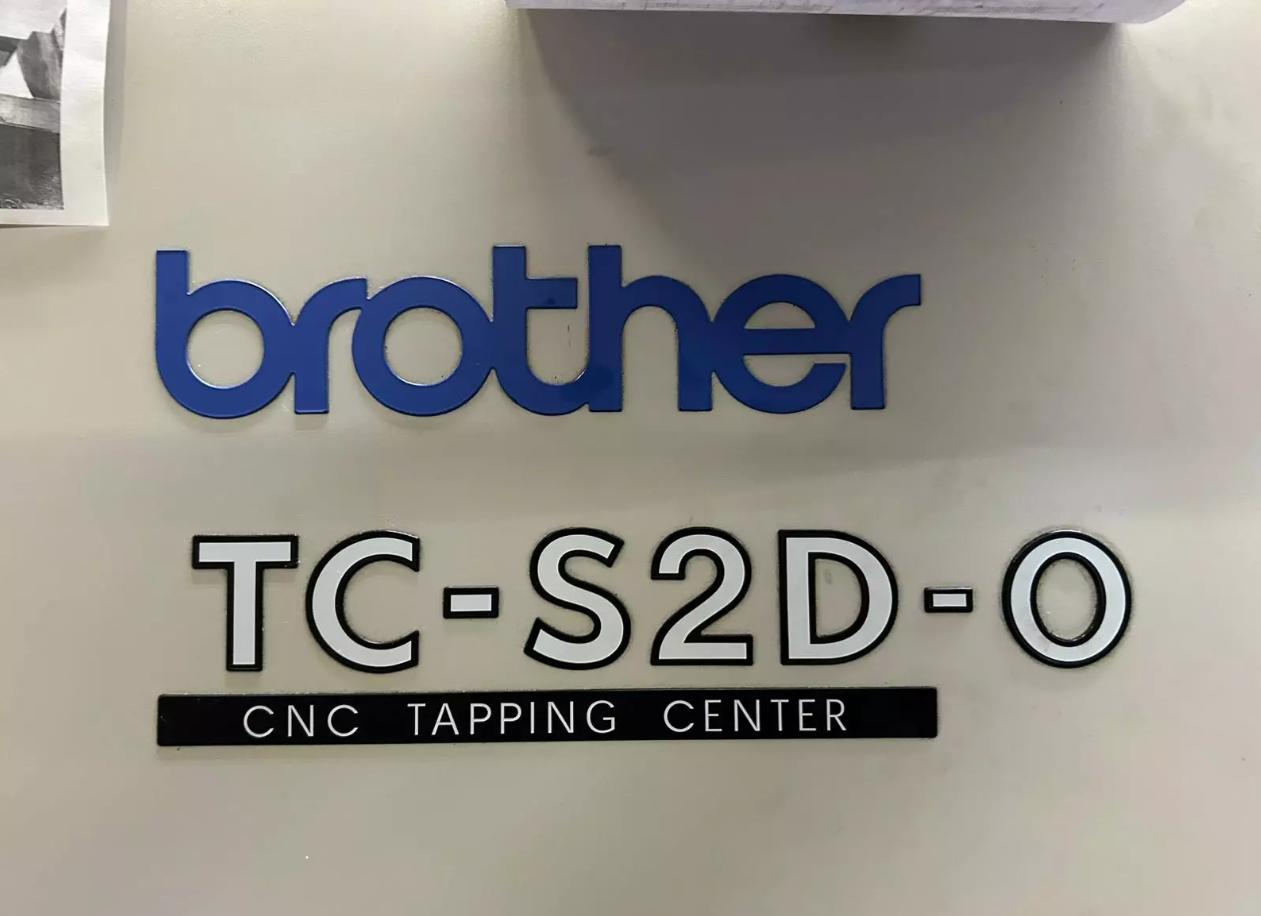 brother
TC-S2D-O
CNC TAPPING CENTER